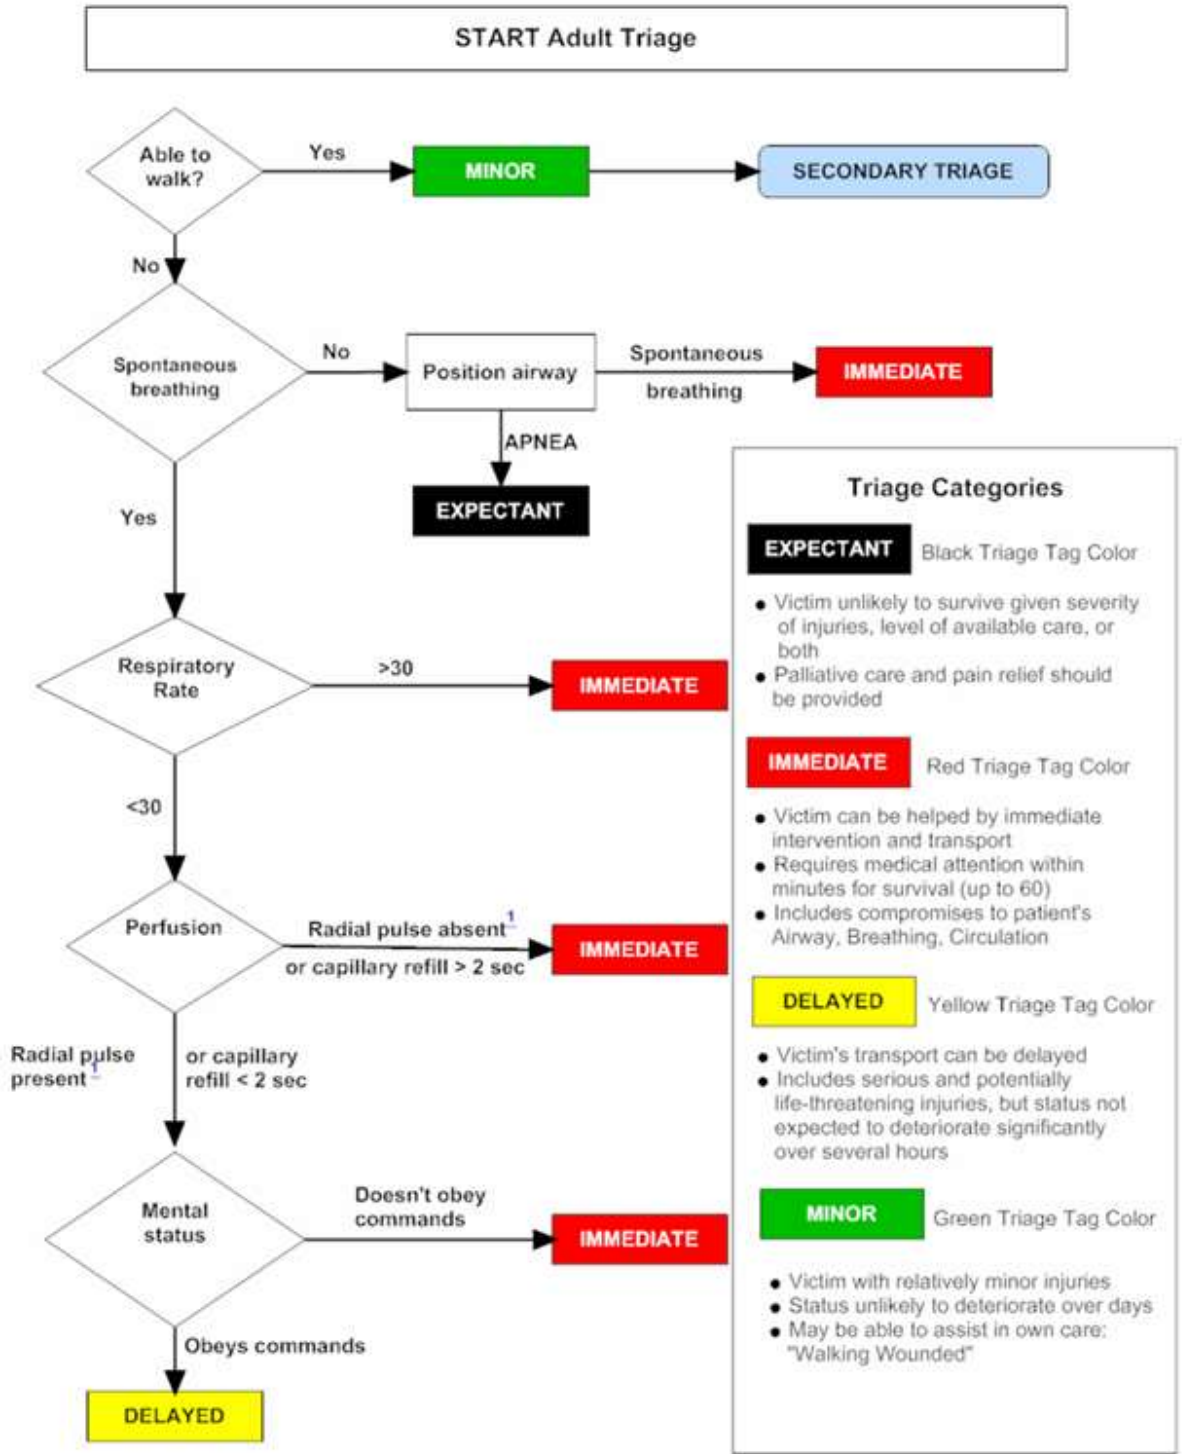 START Adult Triage
Able to
walk?
Yes
MINOR
SECONDARY TRIAGE
No
Spontaneous
breathing
No
Position airway
Spontaneous
breathing
IMMEDIATE
APNEA
EXPECTANT
Yes
Respiratory
Rate
>30
IMMEDIATE
<30
Perfusion
Radial pulse absent1
or capillary refill > 2 sec
IMMEDIATE
Radial pulse
present1
or capillary
refill < 2 sec
Mental
status
Doesn't obey
commands
IMMEDIATE
Obeys commands
DELAYED
Triage Categories
EXPECTANT Black Triage Tag Color
● Victim unlikely to survive given severity
of injuries, level of available care, or
both
● Palliative care and pain relief should
be provided
IMMEDIATE Red Triage Tag Color
● Victim can be helped by immediate
intervention and transport
● Requires medical attention within
minutes for survival (up to 60)
● Includes compromises to patient's
Airway, Breathing, Circulation
DELAYED Yellow Triage Tag Color
● Victim's transport can be delayed
● Includes serious and potentially
life-threatening injuries, but status not
expected to deteriorate significantly
over several hours
MINOR Green Triage Tag Color
● Victim with relatively minor injuries
● Status unlikely to deteriorate over days
● May be able to assist in own care:
"Walking Wounded"